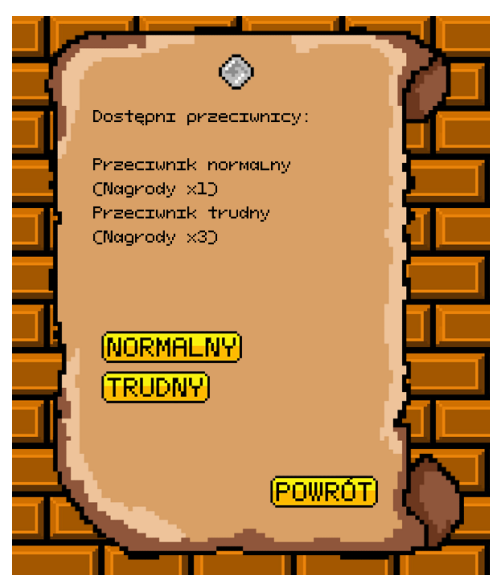 Dostępni przeciwnicy:
Przeciwnik normalny
(Nagrody x1)
Przeciwnik trudny
(Nagrody x3)
NORMALNY
TRUDNY
POWRÓT